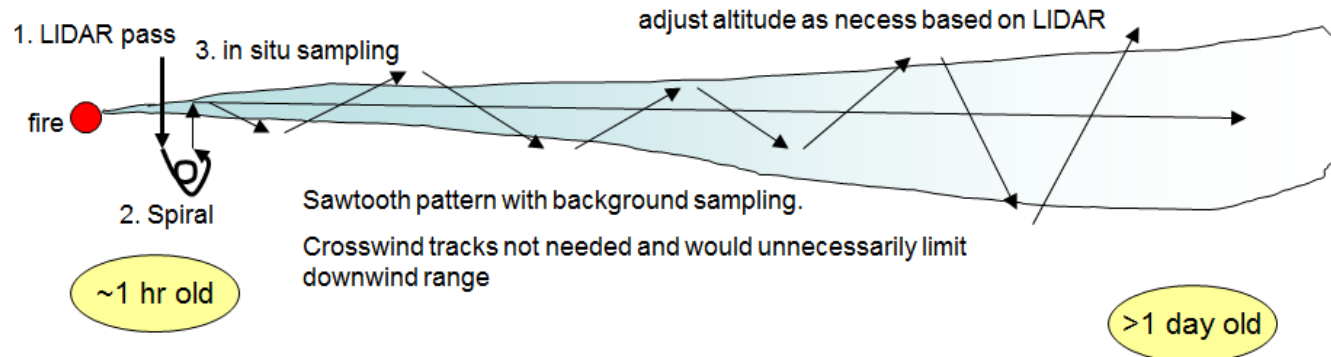 adjust altitude as necess based on LIDAR
1. LIDAR pass
3. in situ sampling
fire
2. Spiral
Sawtooth pattern with background sampling.
Crosswind tracks not needed and would unnecessarily limit
downwind range
~1 hr old
>1 day old